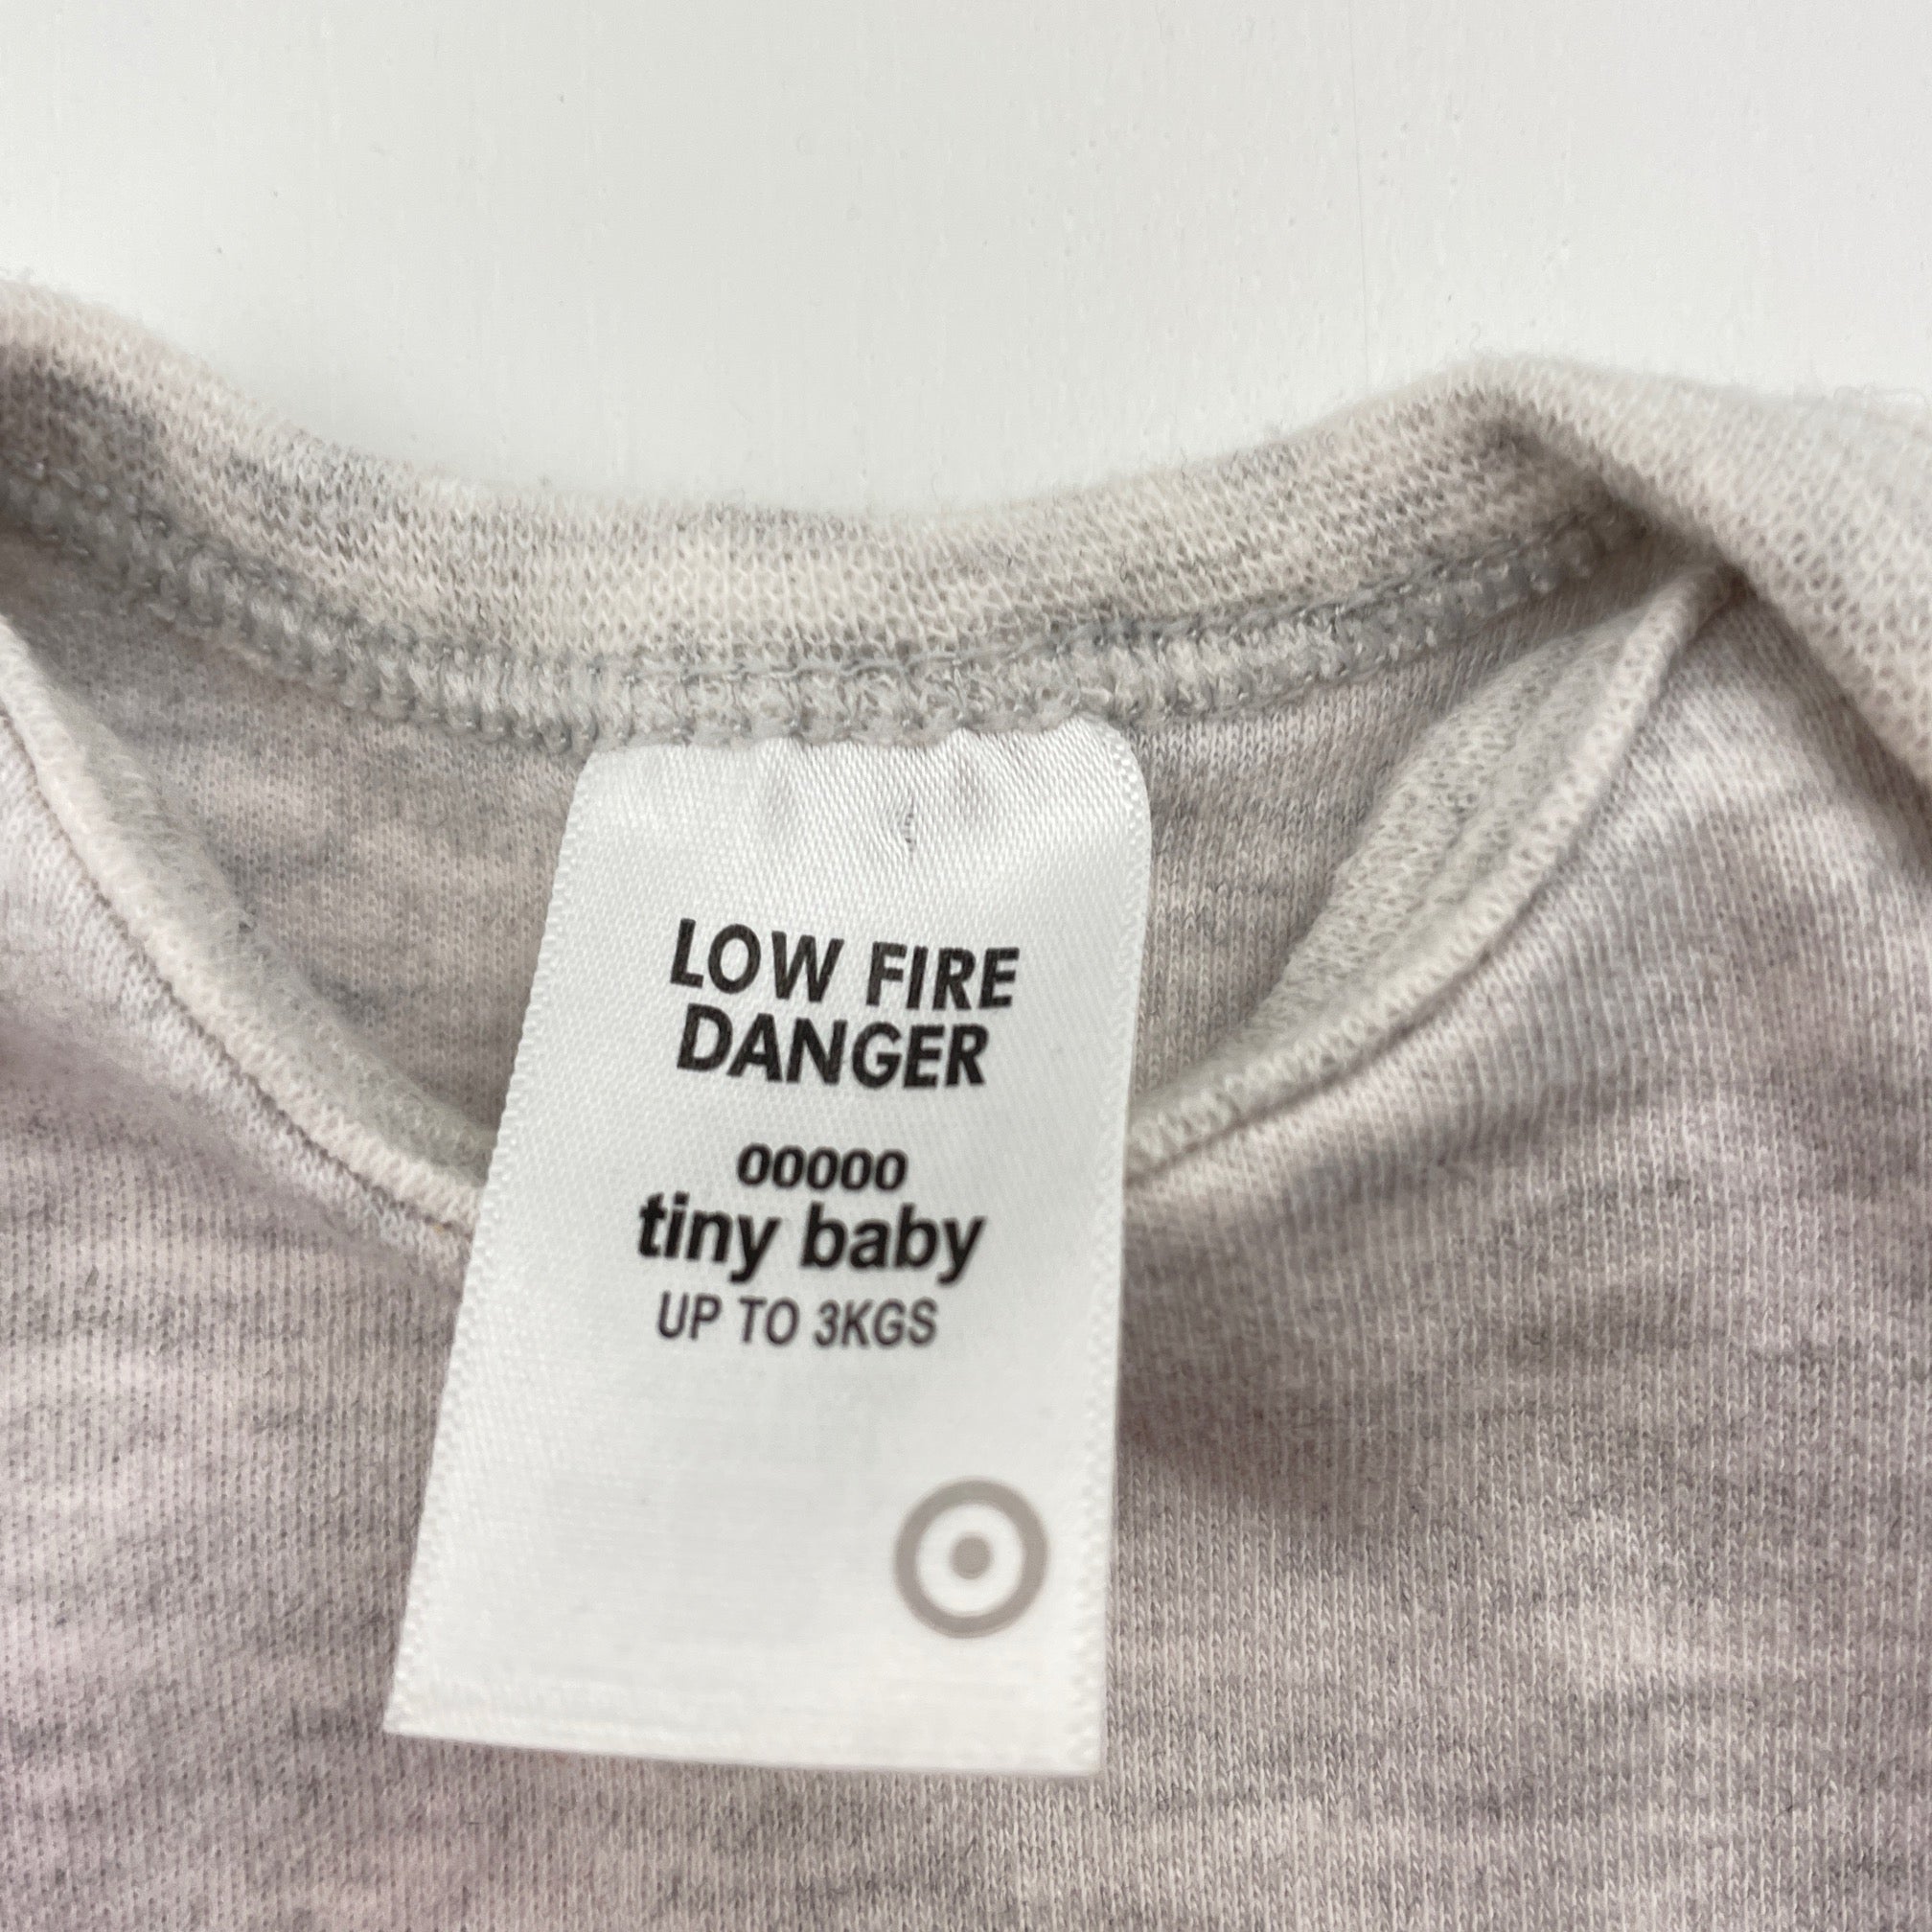 LOW FIRE
DANGER
00000
tiny baby
UP TO 3KGS